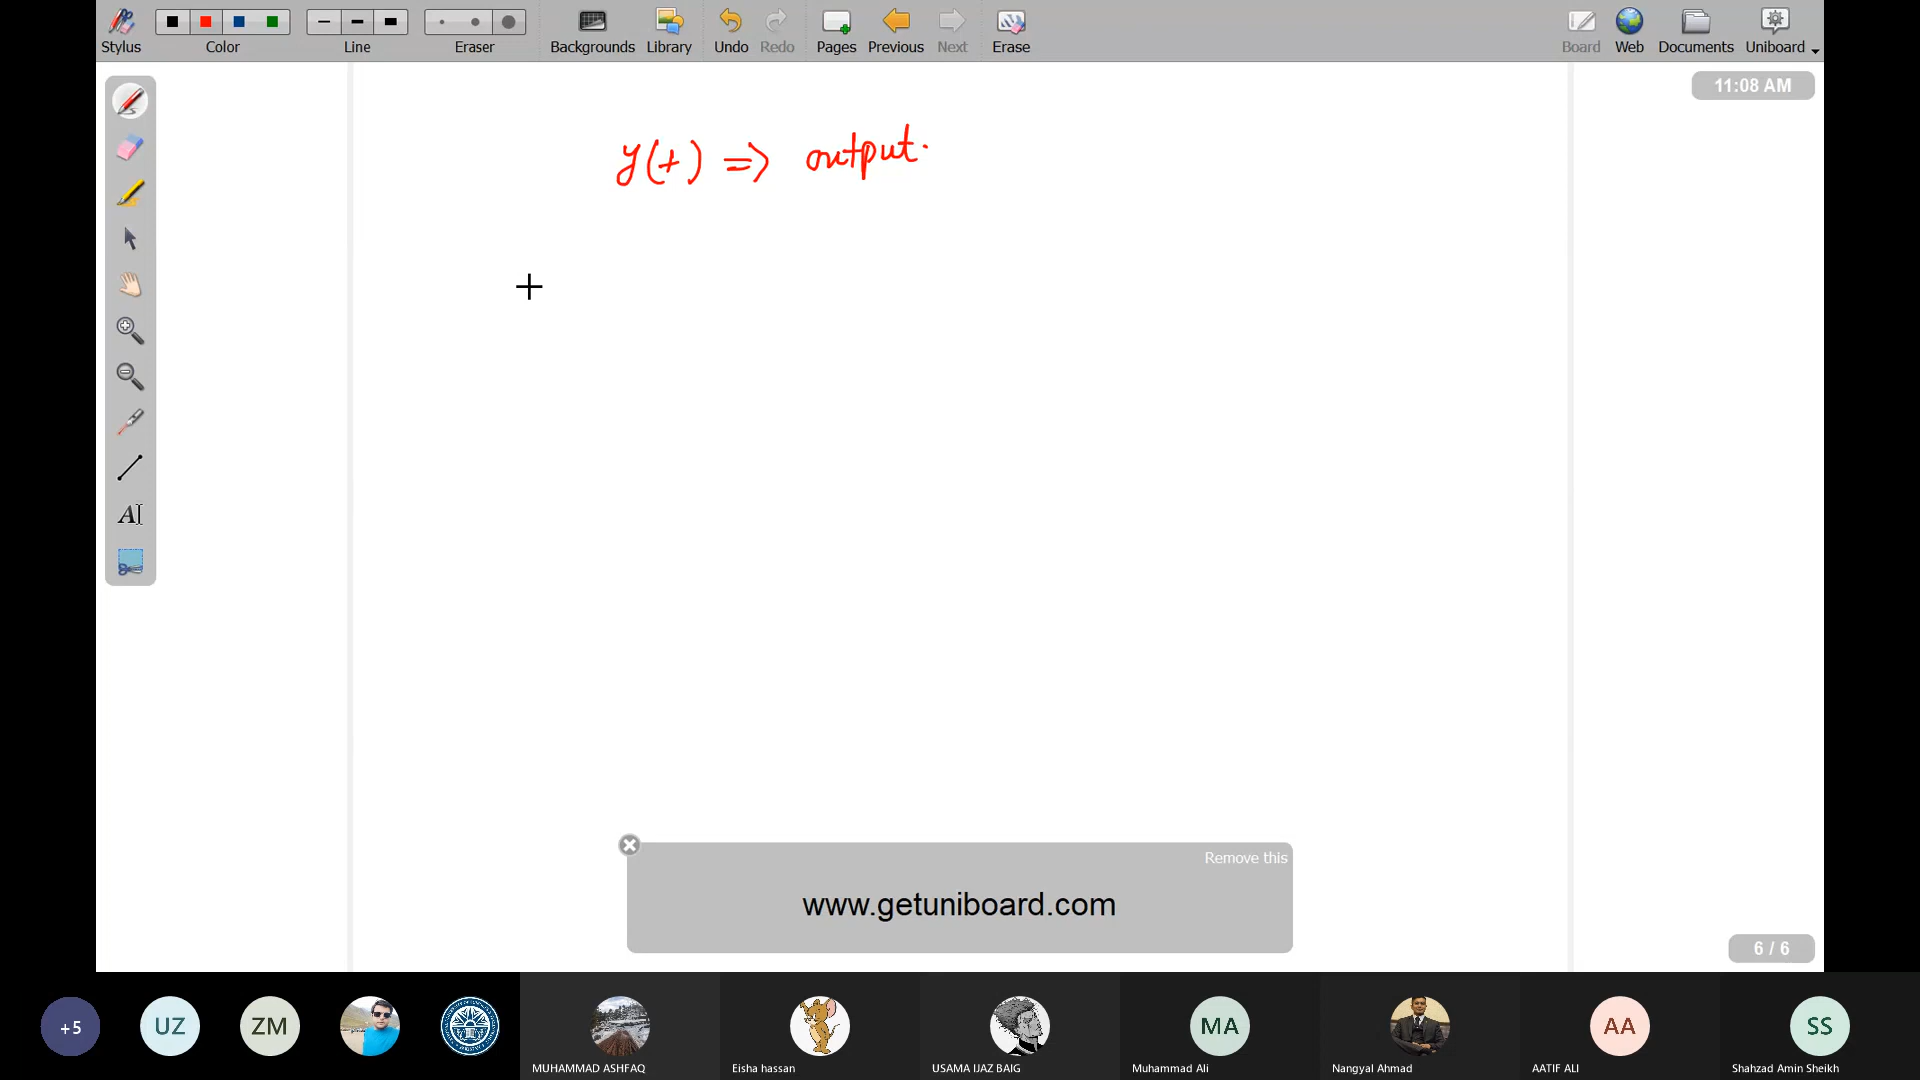 Stylus Color Line Eraser Backgrounds Library Undo Redo Pages Previous Next Erase Board Web Documents Uniboard
11:08 AM
y(t) => output.
AI
Remove this
www.getuniboard.com
6 / 6
+5 UZ ZM MA AA SS
MUHAMMAD ASHFAQ Eisha hassan USAMA IJAZ BAIG Muhammad Ali Nangyal Ahmad AATIF ALI Shahzad Amin Sheikh